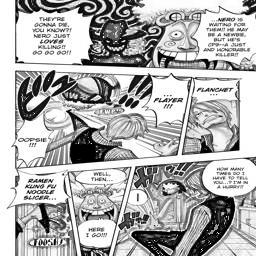 THEY'RE
GONNA DIE,
YOU KNOW?!
NERO JUST
LOVES
KILLING!!
GO GO GO!!
...NERO IS
WAITING FOR
THEM!! HE MAY
BE A NEWBIE,
BUT HE'S
CP9--A JUST
AND HONORABLE
KILLER!!
OOPSIE
!!!
...
PLAYER
!!!
PLANCHET
...
RAMEN
KUNG FU
NOODLE
SLICER...
WELL,
THEN...
HERE
I GO!!!
!
HOW MANY
TIMES DO I
HAVE TO
TELL
YOU...? I'M IN
A HURRY!!